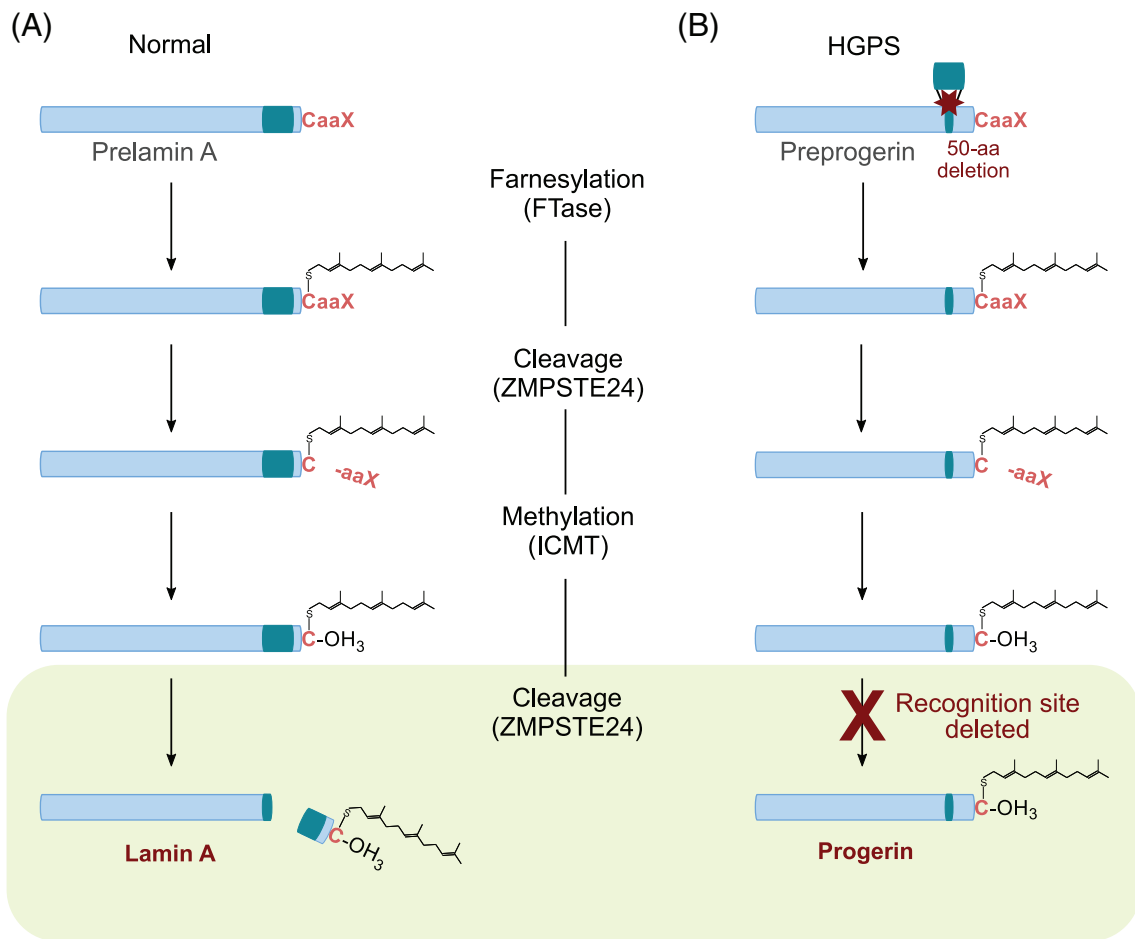 (A)
Normal
CaaX
Prelamin A
S
CaaX
S
C
-aaX
S
C-OH3
Lamin A
S
C
-OH3
Farnesylation
(FTase)
Cleavage
(ZMPSTE24)
Methylation
(ICMT)
Cleavage
(ZMPSTE24)
(B)
HGPS
CaaX
Preprogerin
50-aa
deletion
S
CaaX
S
C
-aaX
S
C-OH3
X
Recognition site
deleted
S
C-OH3
Progerin